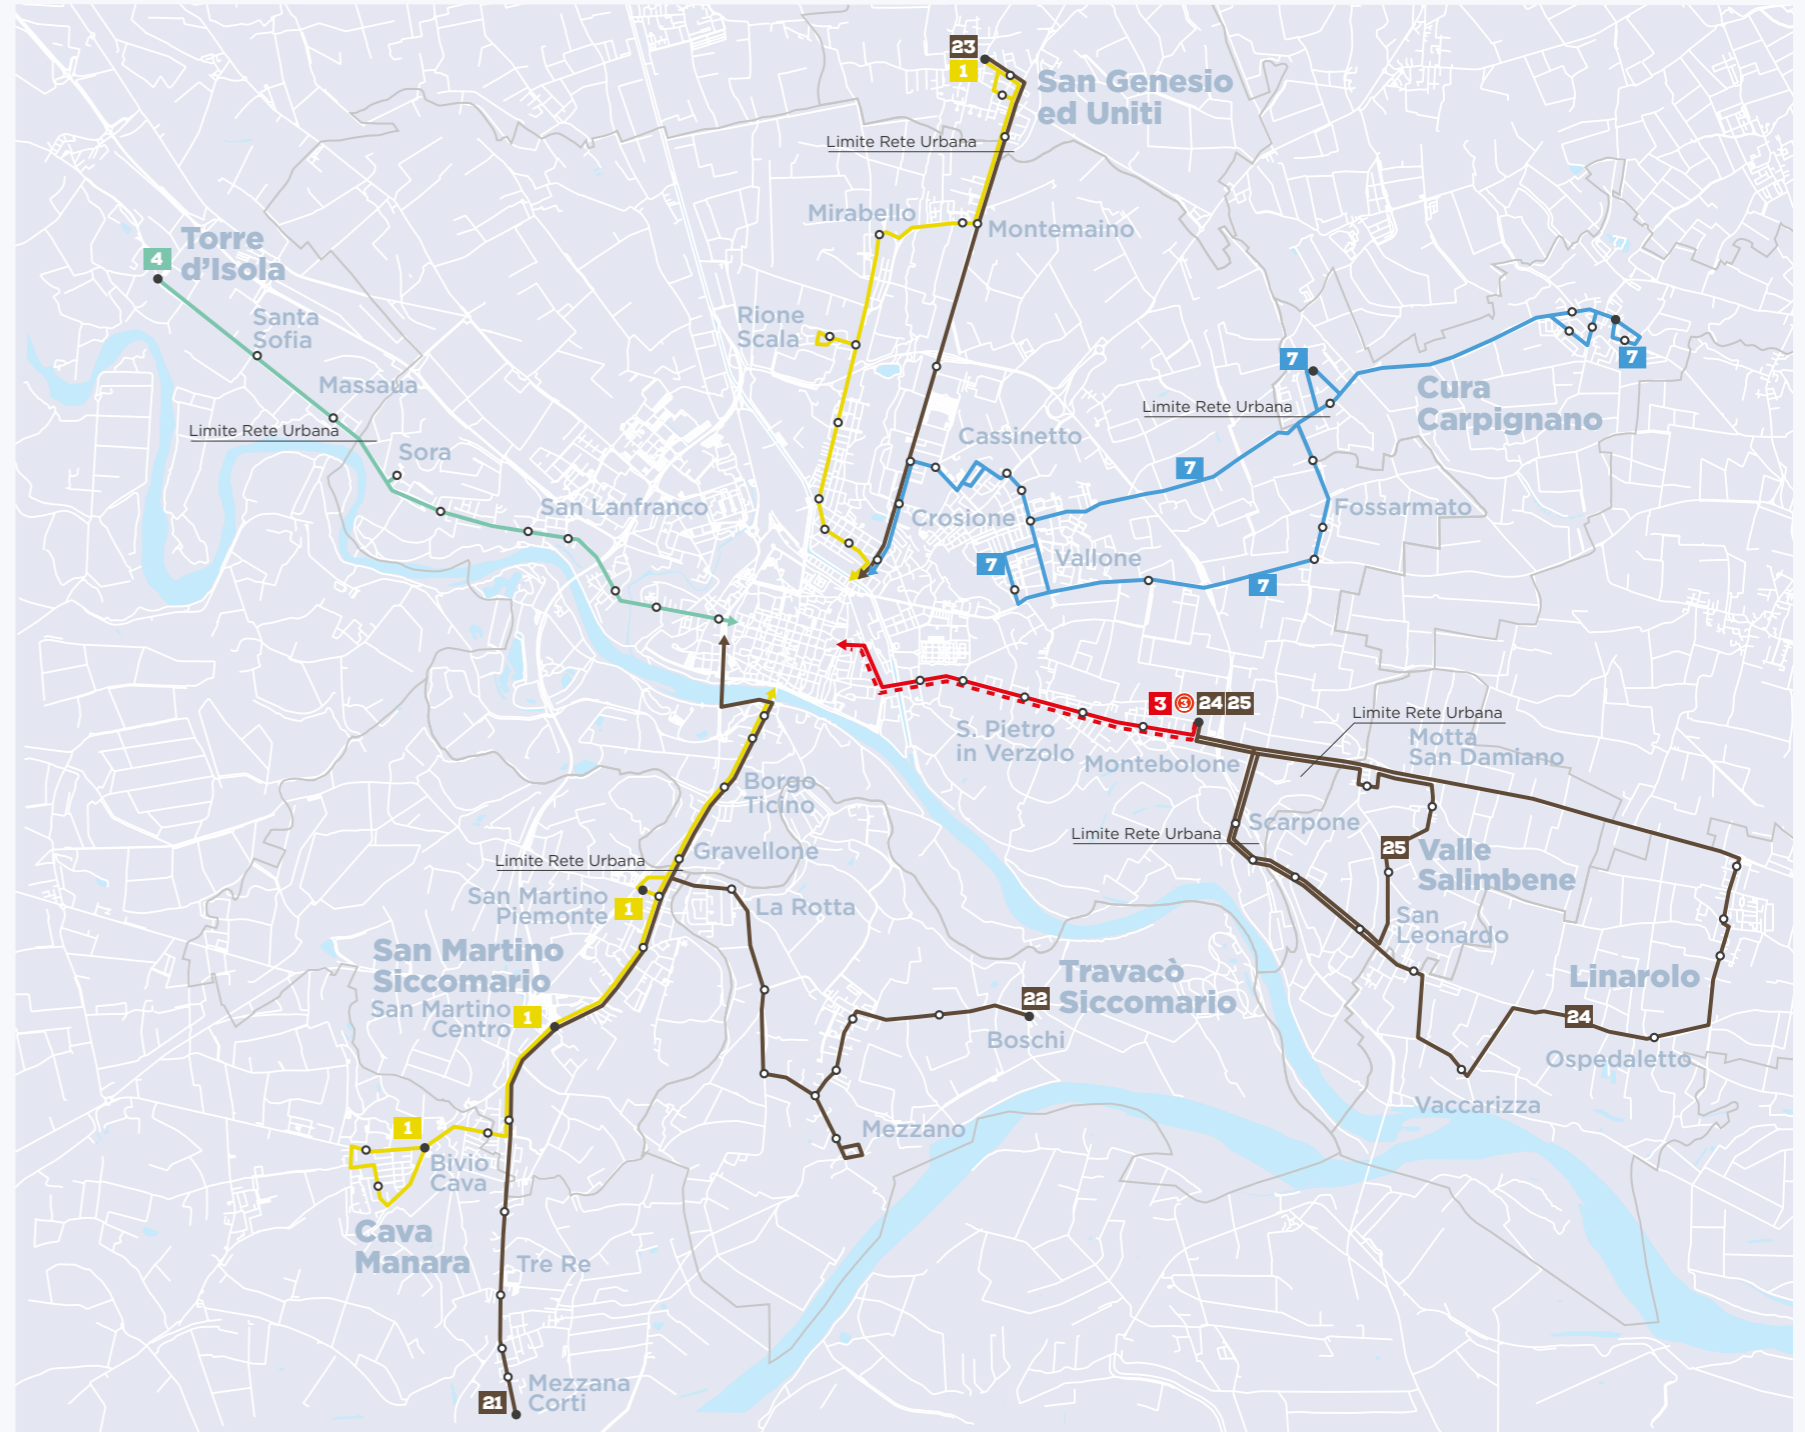 23
1
San Genesio
ed Uniti
Limite Rete Urbana
Mirabello
Montemaino
4
Torre
d'Isola
Santa
Sofia
Rione
Scala
7
7
Massaua
Cura
Carpignano
Limite Rete Urbana
Limite Rete Urbana
Sora
Cassinetto
7
San Lanfranco
Crosione
Fossarmato
7
Vallone
7
3
3
24
25
Limite Rete Urbana
S. Pietro
in Verzolo
Montebolone
Motta
San Damiano
Borgo
Ticino
Scarpone
Limite Rete Urbana
25
Valle
Salimbene
Gravellone
Limite Rete Urbana
San Martino
Piemonte
1
La Rotta
San
Leonardo
San Martino
Siccomario
San Martino
Centro
1
Travacò
Siccomario
22
Boschi
Linarolo
24
Ospedaletto
Vaccarizza
Mezzano
1
Bivio
Cava
Cava
Manara
Tre Re
21
Mezzana
Corti